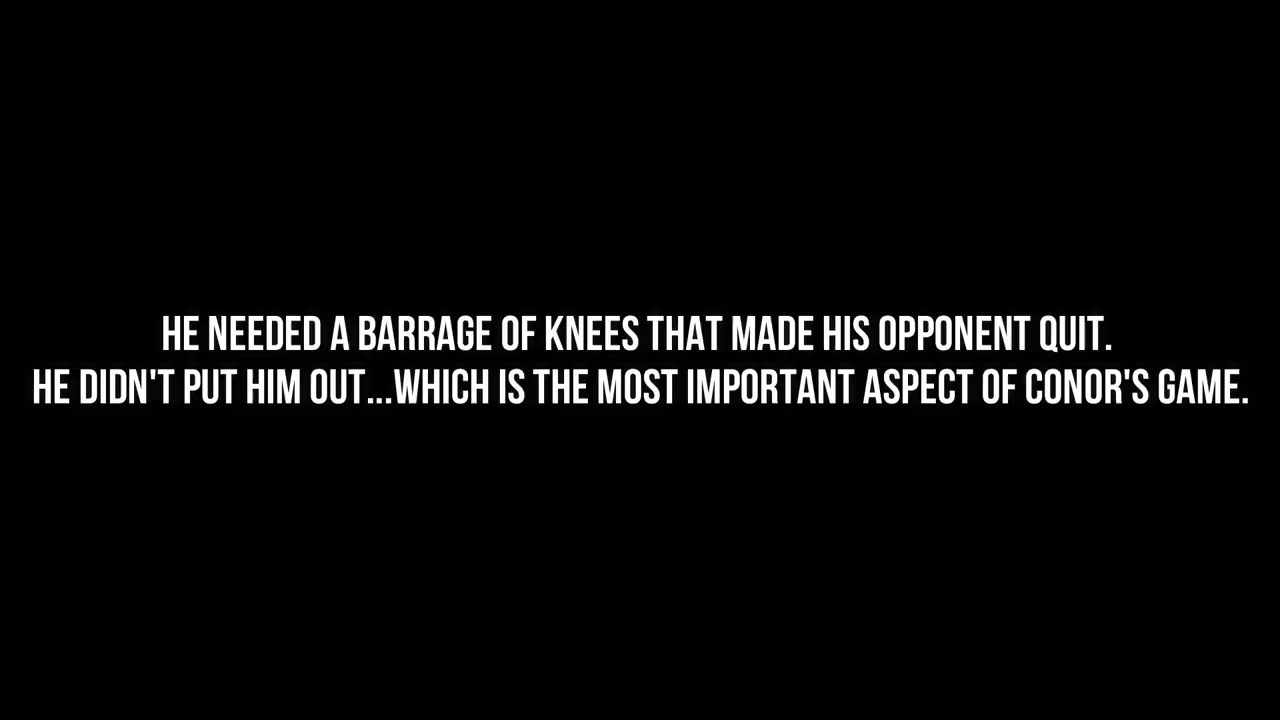 HE NEEDED A BARRAGE OF KNEES THAT MADE HIS OPPONENT QUIT.
HE DIDN'T PUT HIM OUT...WHICH IS THE MOST IMPORTANT ASPECT OF CONOR'S GAME.